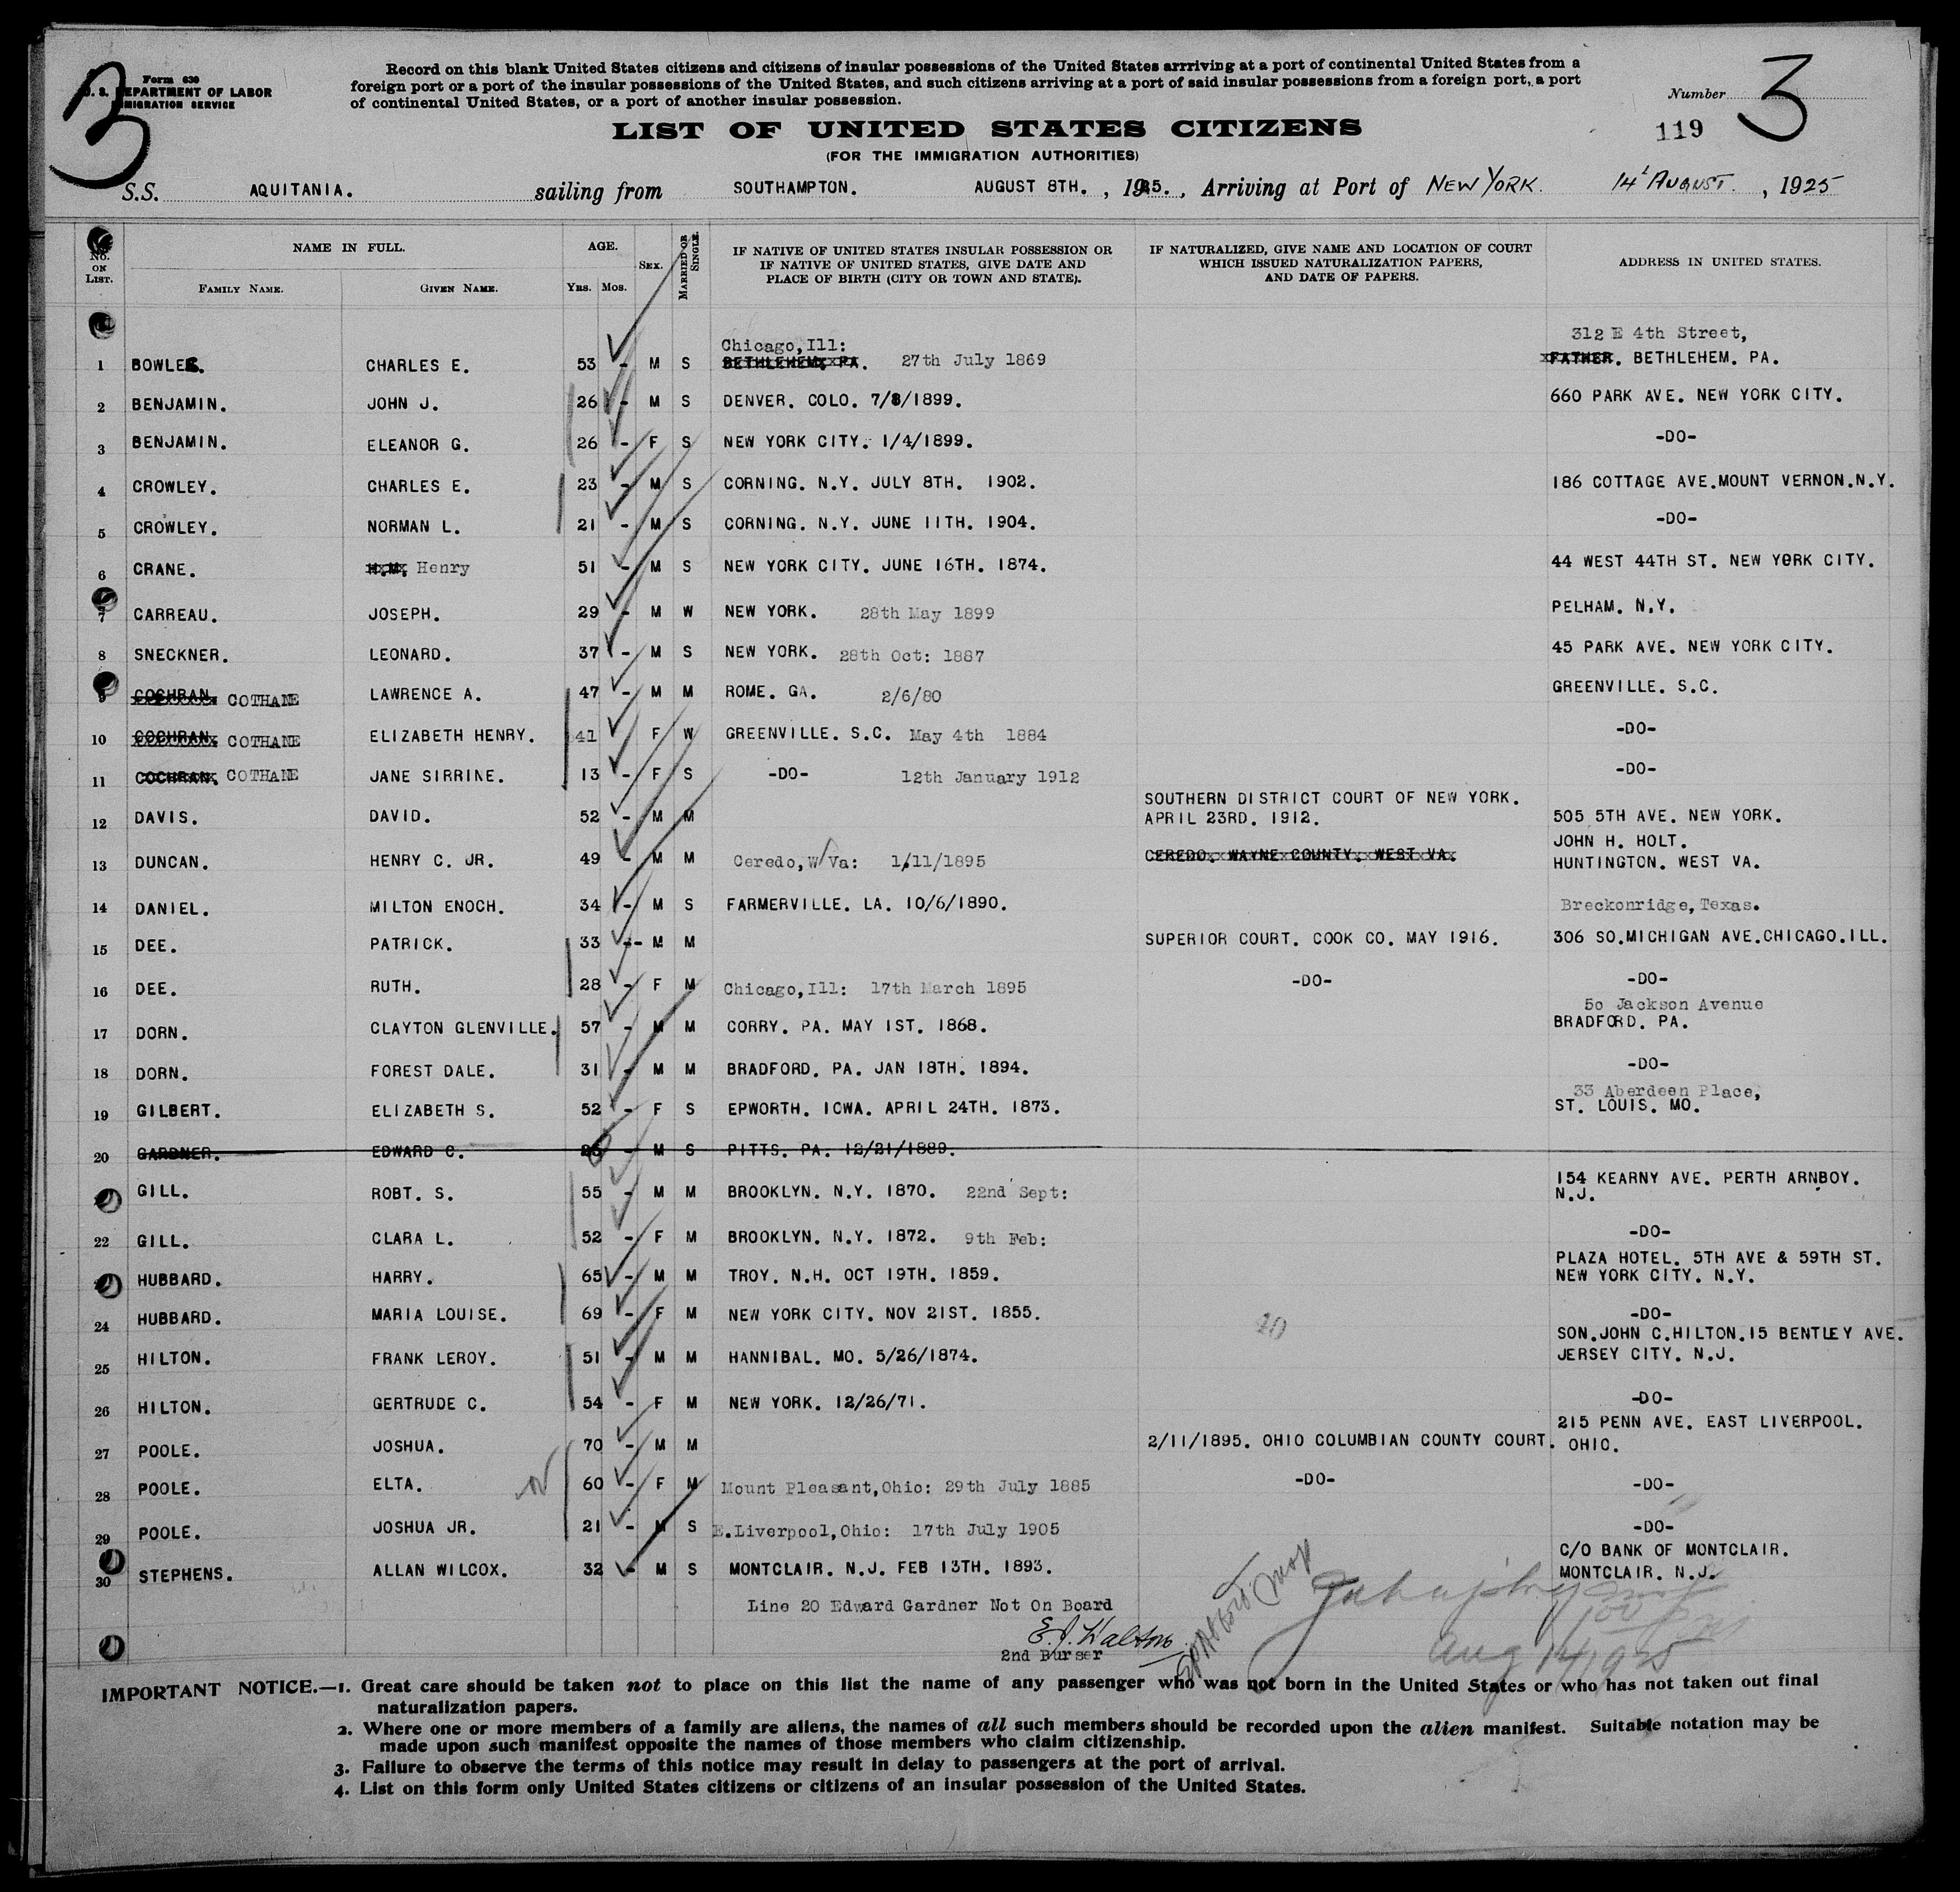 3
Form 630
U. S. DEPARTMENT OF LABOR
IMMIGRATION SERVICE
Record on this blank United States citizens and citizens of insular possessions of the United States arrriving at a port of continental United States from a
foreign port or a port of the insular possessions of the United States, and such citizens arriving at a port of said insular possessions from a foreign port, a port
of continental United States, or a port of another insular possession.
Number 3
119
LIST OF UNITED STATES CITIZENS
(FOR THE IMMIGRATION AUTHORITIES)
S.S. AQUITANIA. sailing from SOUTHAMPTON. AUGUST 8TH. , 1925. , Arriving at Port of NEW YORK. 14' AUGUST , 1925
No. ON LIST. NAME IN FULL. FAMILY NAME. GIVEN NAME. AGE. YRS. MOS. SEX. MARRIED OR SINGLE. IF NATIVE OF UNITED STATES INSULAR POSSESSION OR IF NATIVE OF UNITED STATES, GIVE DATE AND PLACE OF BIRTH (CITY OR TOWN AND STATE). IF NATURALIZED, GIVE NAME AND LOCATION OF COURT WHICH ISSUED NATURALIZATION PAPERS, AND DATE OF PAPERS. ADDRESS IN UNITED STATES.
Chicago,Ill: 312 E 4th Street,
1 BOWLES. CHARLES E. 53 - M S BETHLEHEM. PA. 27th July 1869 FATHER. BETHLEHEM. PA.
2 BENJAMIN. JOHN J. 26 - M S DENVER. COLO. 7/8/1899. 660 PARK AVE. NEW YORK CITY.
3 BENJAMIN. ELEANOR G. 26 - F S NEW YORK CITY. 1/4/1899. -DO-
4 CROWLEY. CHARLES E. 23 - M S CORNING. N.Y. JULY 8TH. 1902. 186 COTTAGE AVE.MOUNT VERNON.N.Y.
5 CROWLEY. NORMAN L. 21 - M S CORNING. N.Y. JUNE 11TH. 1904. -DO-
6 CRANE. H.M. Henry 51 - M S NEW YORK CITY. JUNE 16TH. 1874. 44 WEST 44TH ST. NEW YORK CITY.
7 CARREAU. JOSEPH. 29 - M W NEW YORK. 28th May 1899 PELHAM. N.Y.
8 SNECKNER. LEONARD. 37 - M S NEW YORK. 28th Oct: 1887 45 PARK AVE. NEW YORK CITY.
9 COCHRAN. COTHANE LAWRENCE A. 47 - M M ROME. GA. 2/6/80 GREENVILLE. S.C.
10 COCHRAN. COTHANE ELIZABETH HENRY. 41 F W GREENVILLE. S.C. May 4th 1884 -DO-
11 COCHRAN. COTHANE JANE SIRRINE. 13 - F S -DO- 12th January 1912 -DO-
SOUTHERN DISTRICT COURT OF NEW YORK.
12 DAVIS. DAVID. 52 - M M APRIL 23RD. 1912. 505 5TH AVE. NEW YORK.
JOHN H. HOLT.
13 DUNCAN. HENRY C. JR. 49 - M M Ceredo,W/Va: 1/11/1895 CEREDO. WAYNE COUNTY. WEST VA. HUNTINGTON. WEST VA.
14 DANIEL. MILTON ENOCH. 34 - M S FARMERVILLE. LA. 10/6/1890. Breckonridge,Texas.
15 DEE. PATRICK. 33 -- M M SUPERIOR COURT. COOK CO. MAY 1916. 306 SO.MICHIGAN AVE.CHICAGO.ILL.
16 DEE. RUTH. 28 - F M Chicago,Ill: 17th March 1895 -DO- -DO-
50 Jackson Avenue
17 DORN. CLAYTON GLENVILLE. 57 - M M CORRY. PA. MAY 1ST. 1868. BRADFORD. PA.
18 DORN. FOREST DALE. 31 - M M BRADFORD. PA. JAN 18TH. 1894. -DO-
33 Aberdeen Place,
19 GILBERT. ELIZABETH S. 52 - F S EPWORTH. IOWA. APRIL 24TH. 1873. ST. LOUIS. MO.
20 GARDNER. EDWARD C. - M S PITTS. PA. 12/21/1889.
154 KEARNY AVE. PERTH ARNBOY.
GILL. ROBT. S. 55 - M M BROOKLYN. N.Y. 1870. 22nd Sept: N.J.
22 GILL. CLARA L. 52 - F M BROOKLYN. N.Y. 1872. 9th Feb: -DO-
PLAZA HOTEL. 5TH AVE & 59TH ST.
HUBBARD. HARRY. 65 - M M TROY. N.H. OCT 19TH. 1859. NEW YORK CITY. N.Y.
24 HUBBARD. MARIA LOUISE. 69 - F M NEW YORK CITY. NOV 21ST. 1855. -DO-
SON.JOHN C.HILTON.15 BENTLEY AVE.
25 HILTON. FRANK LEROY. 51 - M M HANNIBAL. MO. 5/26/1874. JERSEY CITY. N.J.
26 HILTON. GERTRUDE C. 54 - F M NEW YORK. 12/26/71. -DO-
215 PENN AVE. EAST LIVERPOOL.
27 POOLE. JOSHUA. 70 - M M 2/11/1895. OHIO COLUMBIAN COUNTY COURT. OHIO.
28 POOLE. ELTA. 60 - F M Mount Pleasant,Ohio: 29th July 1885 -DO- -DO-
29 POOLE. JOSHUA JR. 21 - M S E.Liverpool,Ohio: 17th July 1905 -DO-
C/O BANK OF MONTCLAIR.
30 STEPHENS. ALLAN WILCOX. 32 - M S MONTCLAIR. N.J. FEB 13TH. 1893. MONTCLAIR. N.J.
Line 20 Edward Gardner Not On Board
E.J. Walton
2nd Purser
Aug 14/1925
IMPORTANT NOTICE.—1. Great care should be taken not to place on this list the name of any passenger who was not born in the United States or who has not taken out final
naturalization papers.
2. Where one or more members of a family are aliens, the names of all such members should be recorded upon the alien manifest. Suitable notation may be
made upon such manifest opposite the names of those members who claim citizenship.
3. Failure to observe the terms of this notice may result in delay to passengers at the port of arrival.
4. List on this form only United States citizens or citizens of an insular possession of the United States.